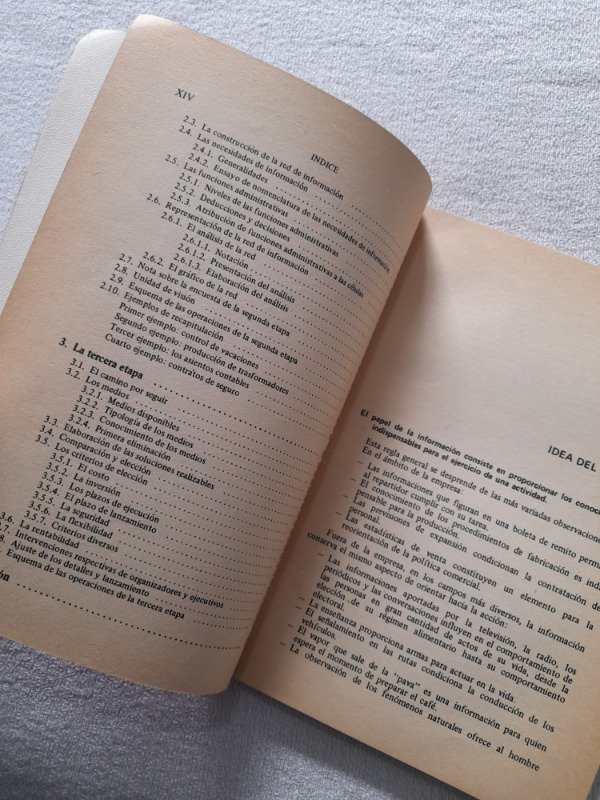 XIV
INDICE
2.3. La construcción de la red de información
2.4. Las necesidades de información
2.4.1. Generalidades
2.4.2. Ensayo de nomenclatura de las necesidades de información
2.5. Las funciones administrativas
2.5.1. Niveles de las funciones administrativas
2.5.2. Deducciones y decisiones
2.5.3. Atribución de funciones administrativas a las células
2.6. Representación de la red de información
2.6.1. El análisis de la red
2.6.1.1. Notación
2.6.1.2. Presentación del análisis
2.6.1.3. Elaboración del análisis
2.6.2. El gráfico de la red
2.7. Nota sobre la encuesta de la segunda etapa
2.8. Unidad de visión
2.9. Esquema de las operaciones de la segunda etapa
2.10. Ejemplos de recapitulación
Primer ejemplo: control de vacaciones
Segundo ejemplo: producción de trasformadores
Tercer ejemplo: los asientos contables
Cuarto ejemplo: contratos de seguro
3. La tercera etapa
3.1. El camino por seguir
3.2. Los medios
3.2.1. Medios disponibles
3.2.2. Tipología de los medios
3.2.3. Conocimiento de los medios
3.2.4. Primera eliminación
3.3. Elaboración de las soluciones realizables
3.4. Comparación y elección
3.5. Los criterios de elección
3.5.1. El costo
3.5.2. La inversión
3.5.3. Los plazos de ejecución
3.5.4. El plazo de lanzamiento
3.5.5. La seguridad
3.5.6. La flexibilidad
3.5.7. Criterios diversos
3.6. La rentabilidad
3.7 Intervenciones respectivas de organizadores y ejecutivos
Ajuste de los detalles y lanzamiento
Esquema de las operaciones de la tercera etapa
IDEA DEL
El papel de la información consiste en proporcionar los conoci
indispensables para el ejercicio de una actividad.
Esta regla general se desprende de las más variadas observaciones
En el ámbito de la empresa:
– Las informaciones que figuran en una boleta de remito perm
al repartidor cumplir con su tarea.
– El conocimiento de los procedimientos de fabricación es indis
pensable para la producción.
– Las previsiones de expansión condicionan la contratación de
personal.
– Las estadísticas de venta constituyen un elemento para la
reorientación de la política comercial.
Fuera de la empresa, en los campos más diversos, la información
conserva el mismo aspecto de orientar hacia la acción:
– Las informaciones aportadas por la televisión, la radio, los
periódicos y las conversaciones influyen en el comportamiento de
las personas en gran cantidad de actos de su vida, desde la
elección de su régimen alimentario hasta su comportamiento
electoral.
– La enseñanza proporciona armas para actuar en la vida.
– El señalamiento en las rutas condiciona la conducción de los
vehículos.
– El vapor que sale de la "pava" es una información para quien
espera el momento de preparar el café.
– La observación de los fenómenos naturales ofrece al hombre